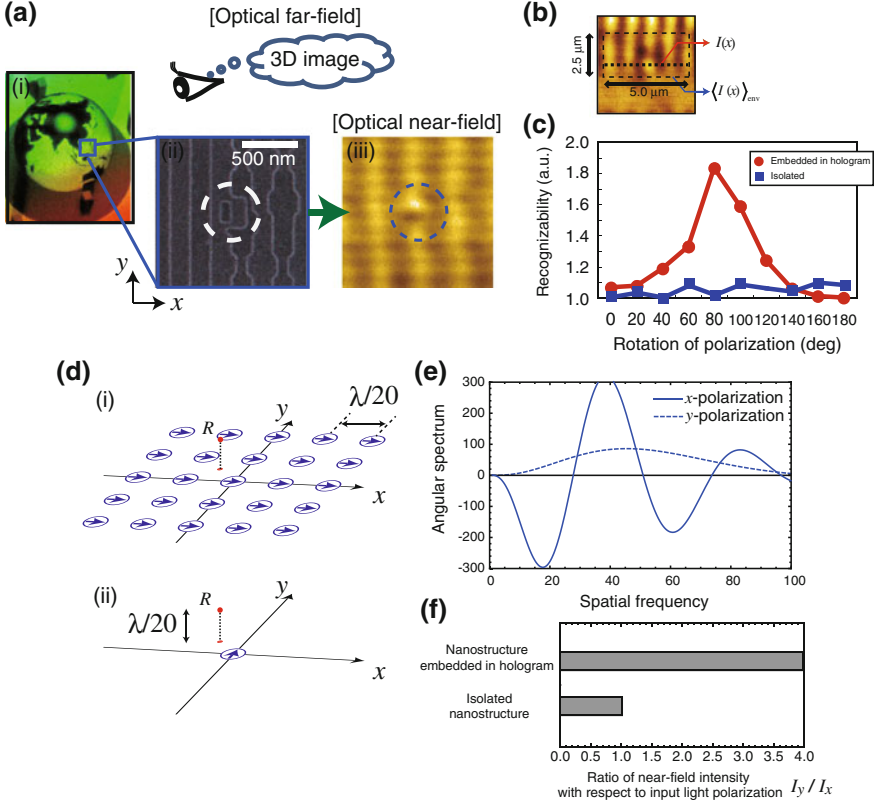 (a)
[Optical far-field]
3D image
(i)
(ii)
500 nm
[Optical near-field]
(iii)
y
x
(b)
2.5 μm
5.0 μm
I(x)
⟨I (x)⟩env
(c)
Recognizability (a.u.)
2.0
1.8
1.6
1.4
1.2
1.0
Embedded in hologram
Isolated
0 20 40 60 80 100 120 140 160 180
Rotation of polarization (deg)
(d)
(i)
R
y
λ/20
x
(ii)
R
y
λ/20
x
(e)
Angular spectrum
300
200
100
0
-100
-200
-300
x-polarization
y-polarization
0 20 40 60 80 100
Spatial frequency
(f)
Nanostructure
embedded in hologram
Isolated
nanostructure
0.0 0.5 1.0 1.5 2.0 2.5 3.0 3.5 4.0
Ratio of near-field intensity
with respect to input light polarization I_y / I_x